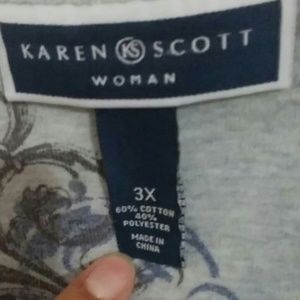 KAREN KS SCOTT
WOMAN
3X
60% COTTON
40%
POLYESTER
MADE IN
CHINA